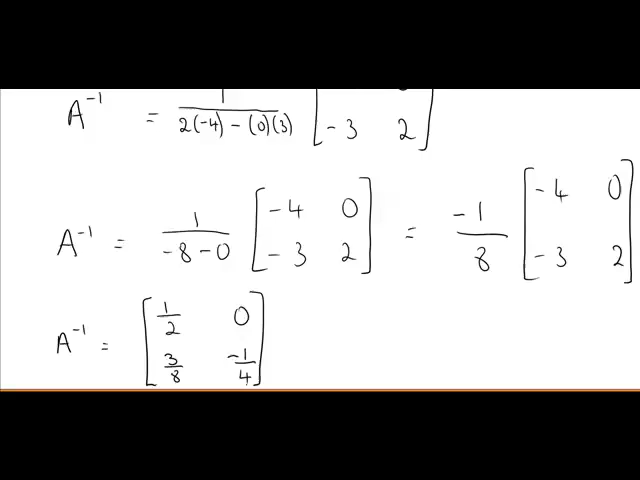 A^-1 = 1/(2(-4) - (0)(3)) [ 0; -3 2 ]
A^-1 = 1/(-8-0) [ -4 0; -3 2 ] = -1/8 [ -4 0; -3 2 ]
A^-1 = [ 1/2 0; 3/8 -1/4 ]